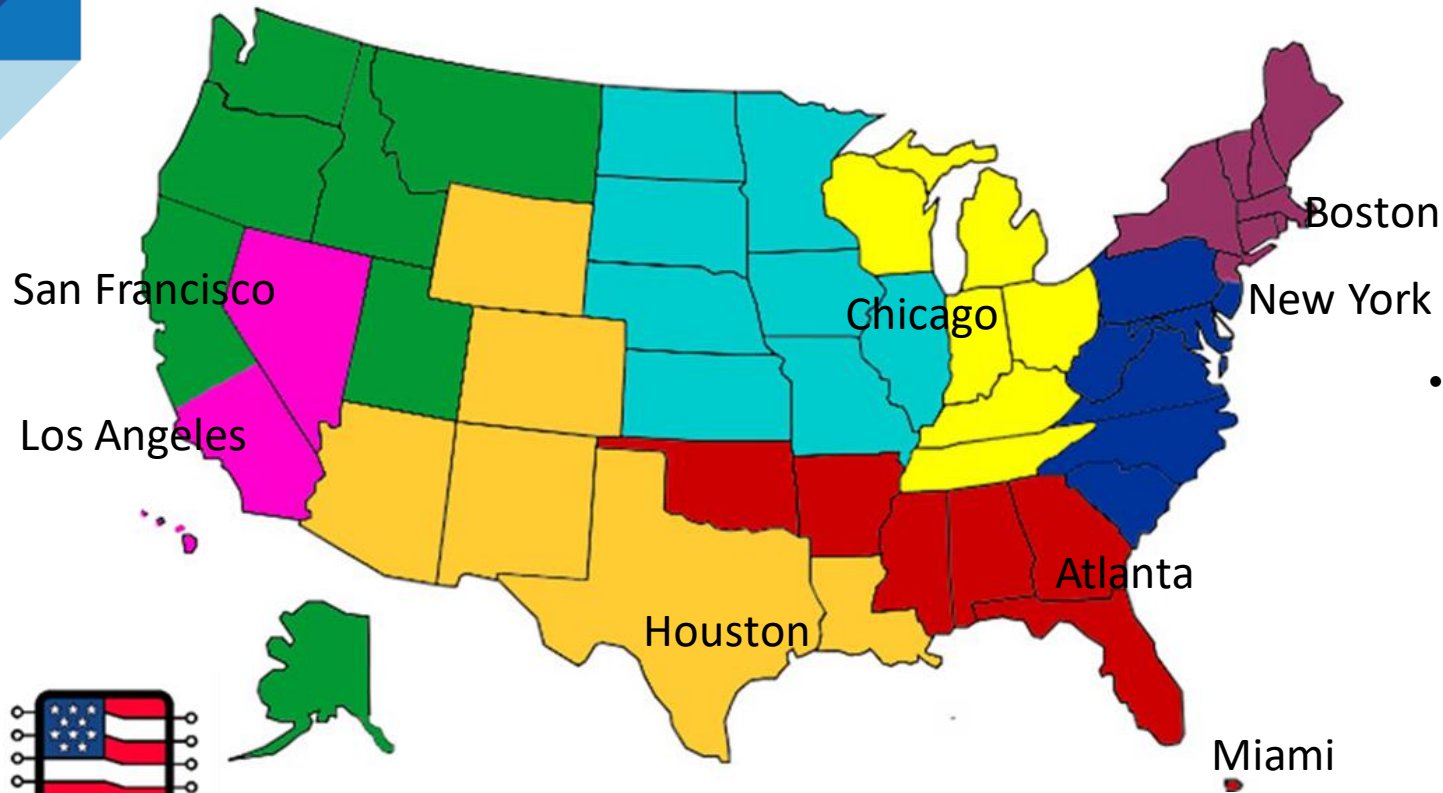 Boston
San Francisco
New York
Chicago
•
Los Angeles
Atlanta
Houston
Miami